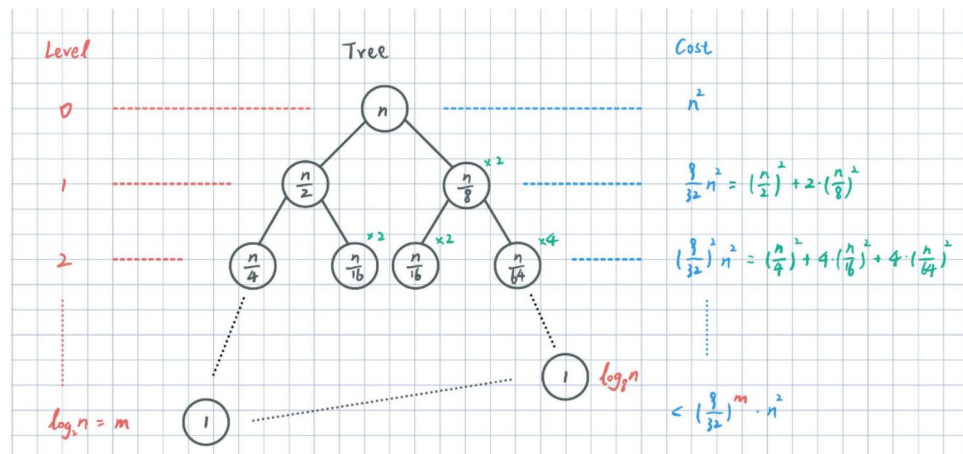 Level Tree Cost
0 n n²
1 n/2 n/8 ×2 9/32 n² = (n/2)² + 2·(n/8)²
2 n/4 n/16 ×2 n/16 ×2 n/64 ×4 (9/32)² n² = (n/4)² + 4·(n/16)² + 4·(n/64)²
1 log₈n
log₂n = m 1 < (9/32)^m · n²